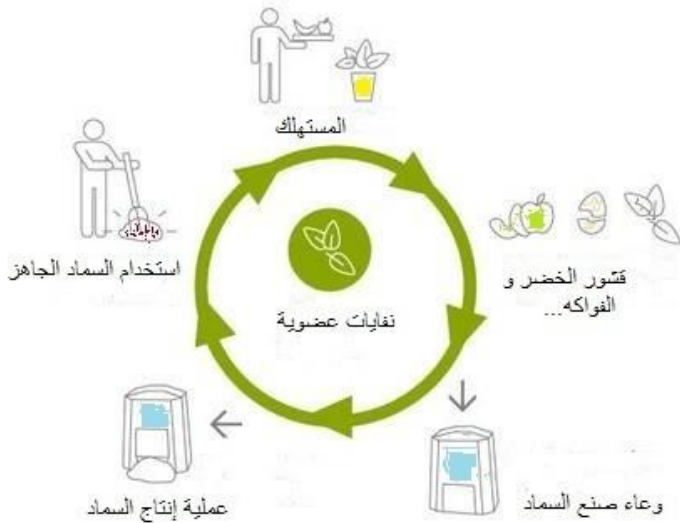 المستهلك
قشور الخضر و
الفواكه...
استخدام السماد الجاهز
نفايات عضوية
وعاء صنع السماد
عملية إنتاج السماد